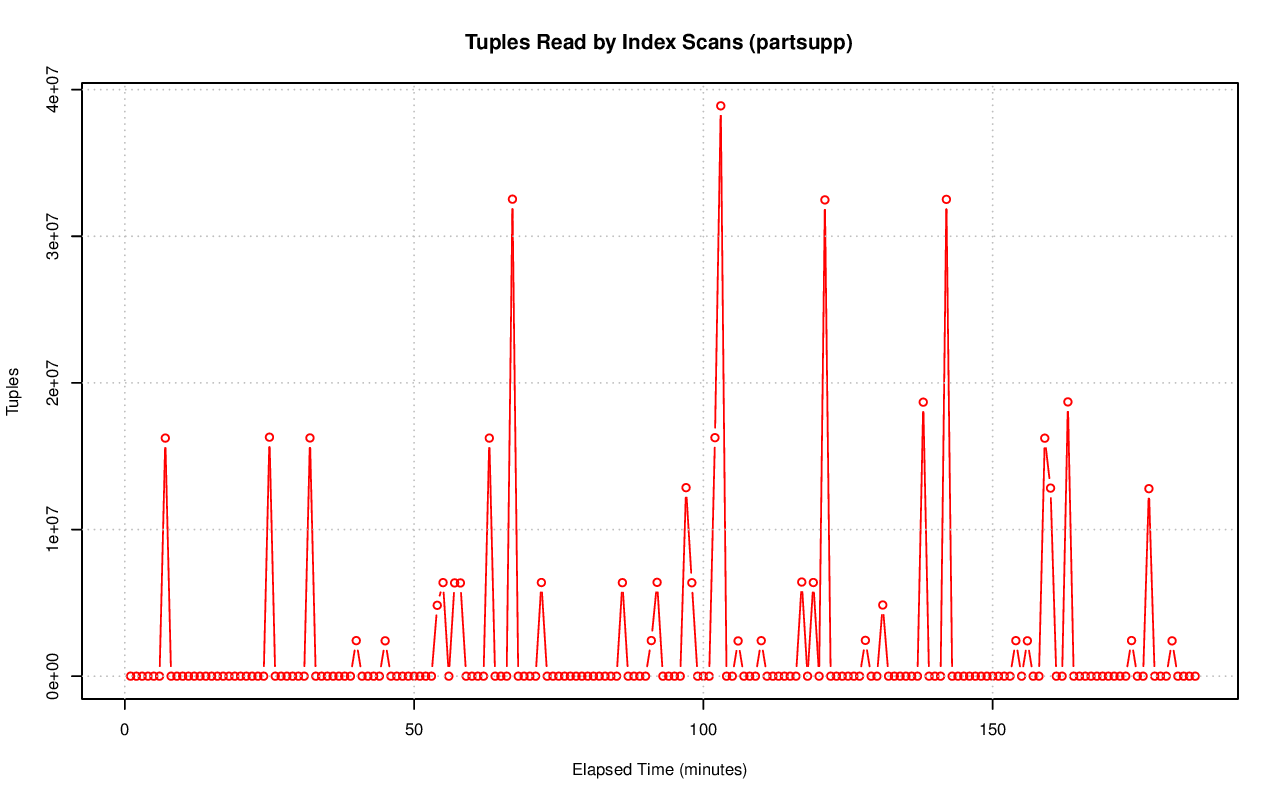 Tuples Read by Index Scans (partsupp)
4e+07
3e+07
2e+07
1e+07
0e+00
Tuples
0 50 100 150
Elapsed Time (minutes)